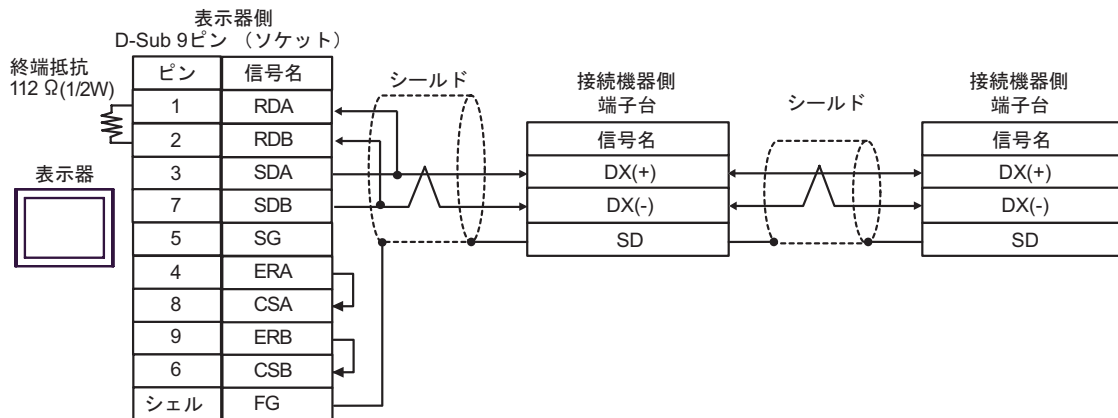 表示器側
D-Sub 9ピン （ソケット）
終端抵抗
112 Ω(1/2W)
表示器
ピン 信号名
1 RDA
2 RDB
3 SDA
7 SDB
5 SG
4 ERA
8 CSA
9 ERB
6 CSB
シェル FG
シールド
接続機器側
端子台
信号名
DX(+)
DX(-)
SD
シールド
接続機器側
端子台
信号名
DX(+)
DX(-)
SD